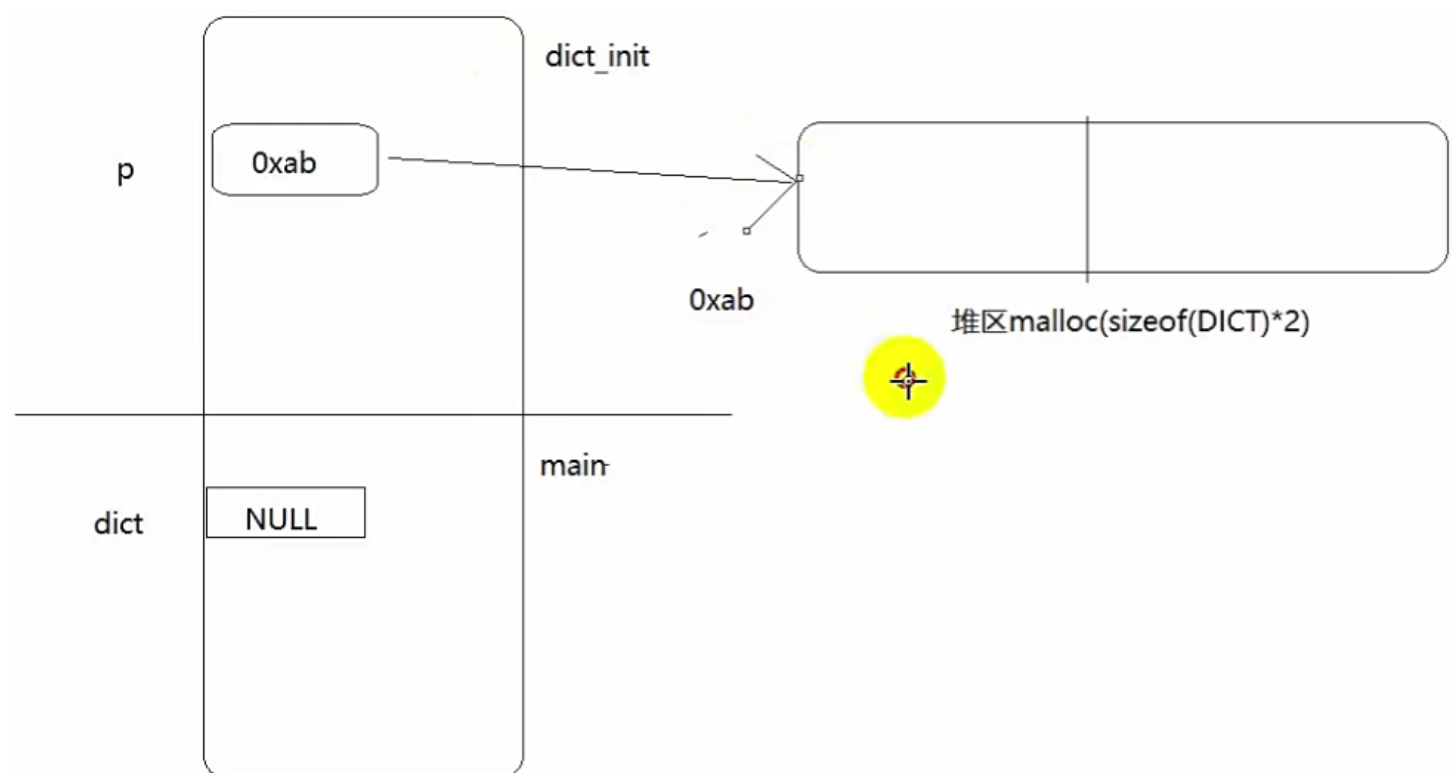 dict_init
p
0xab
0xab
堆区malloc(sizeof(DICT)*2)
main
dict
NULL